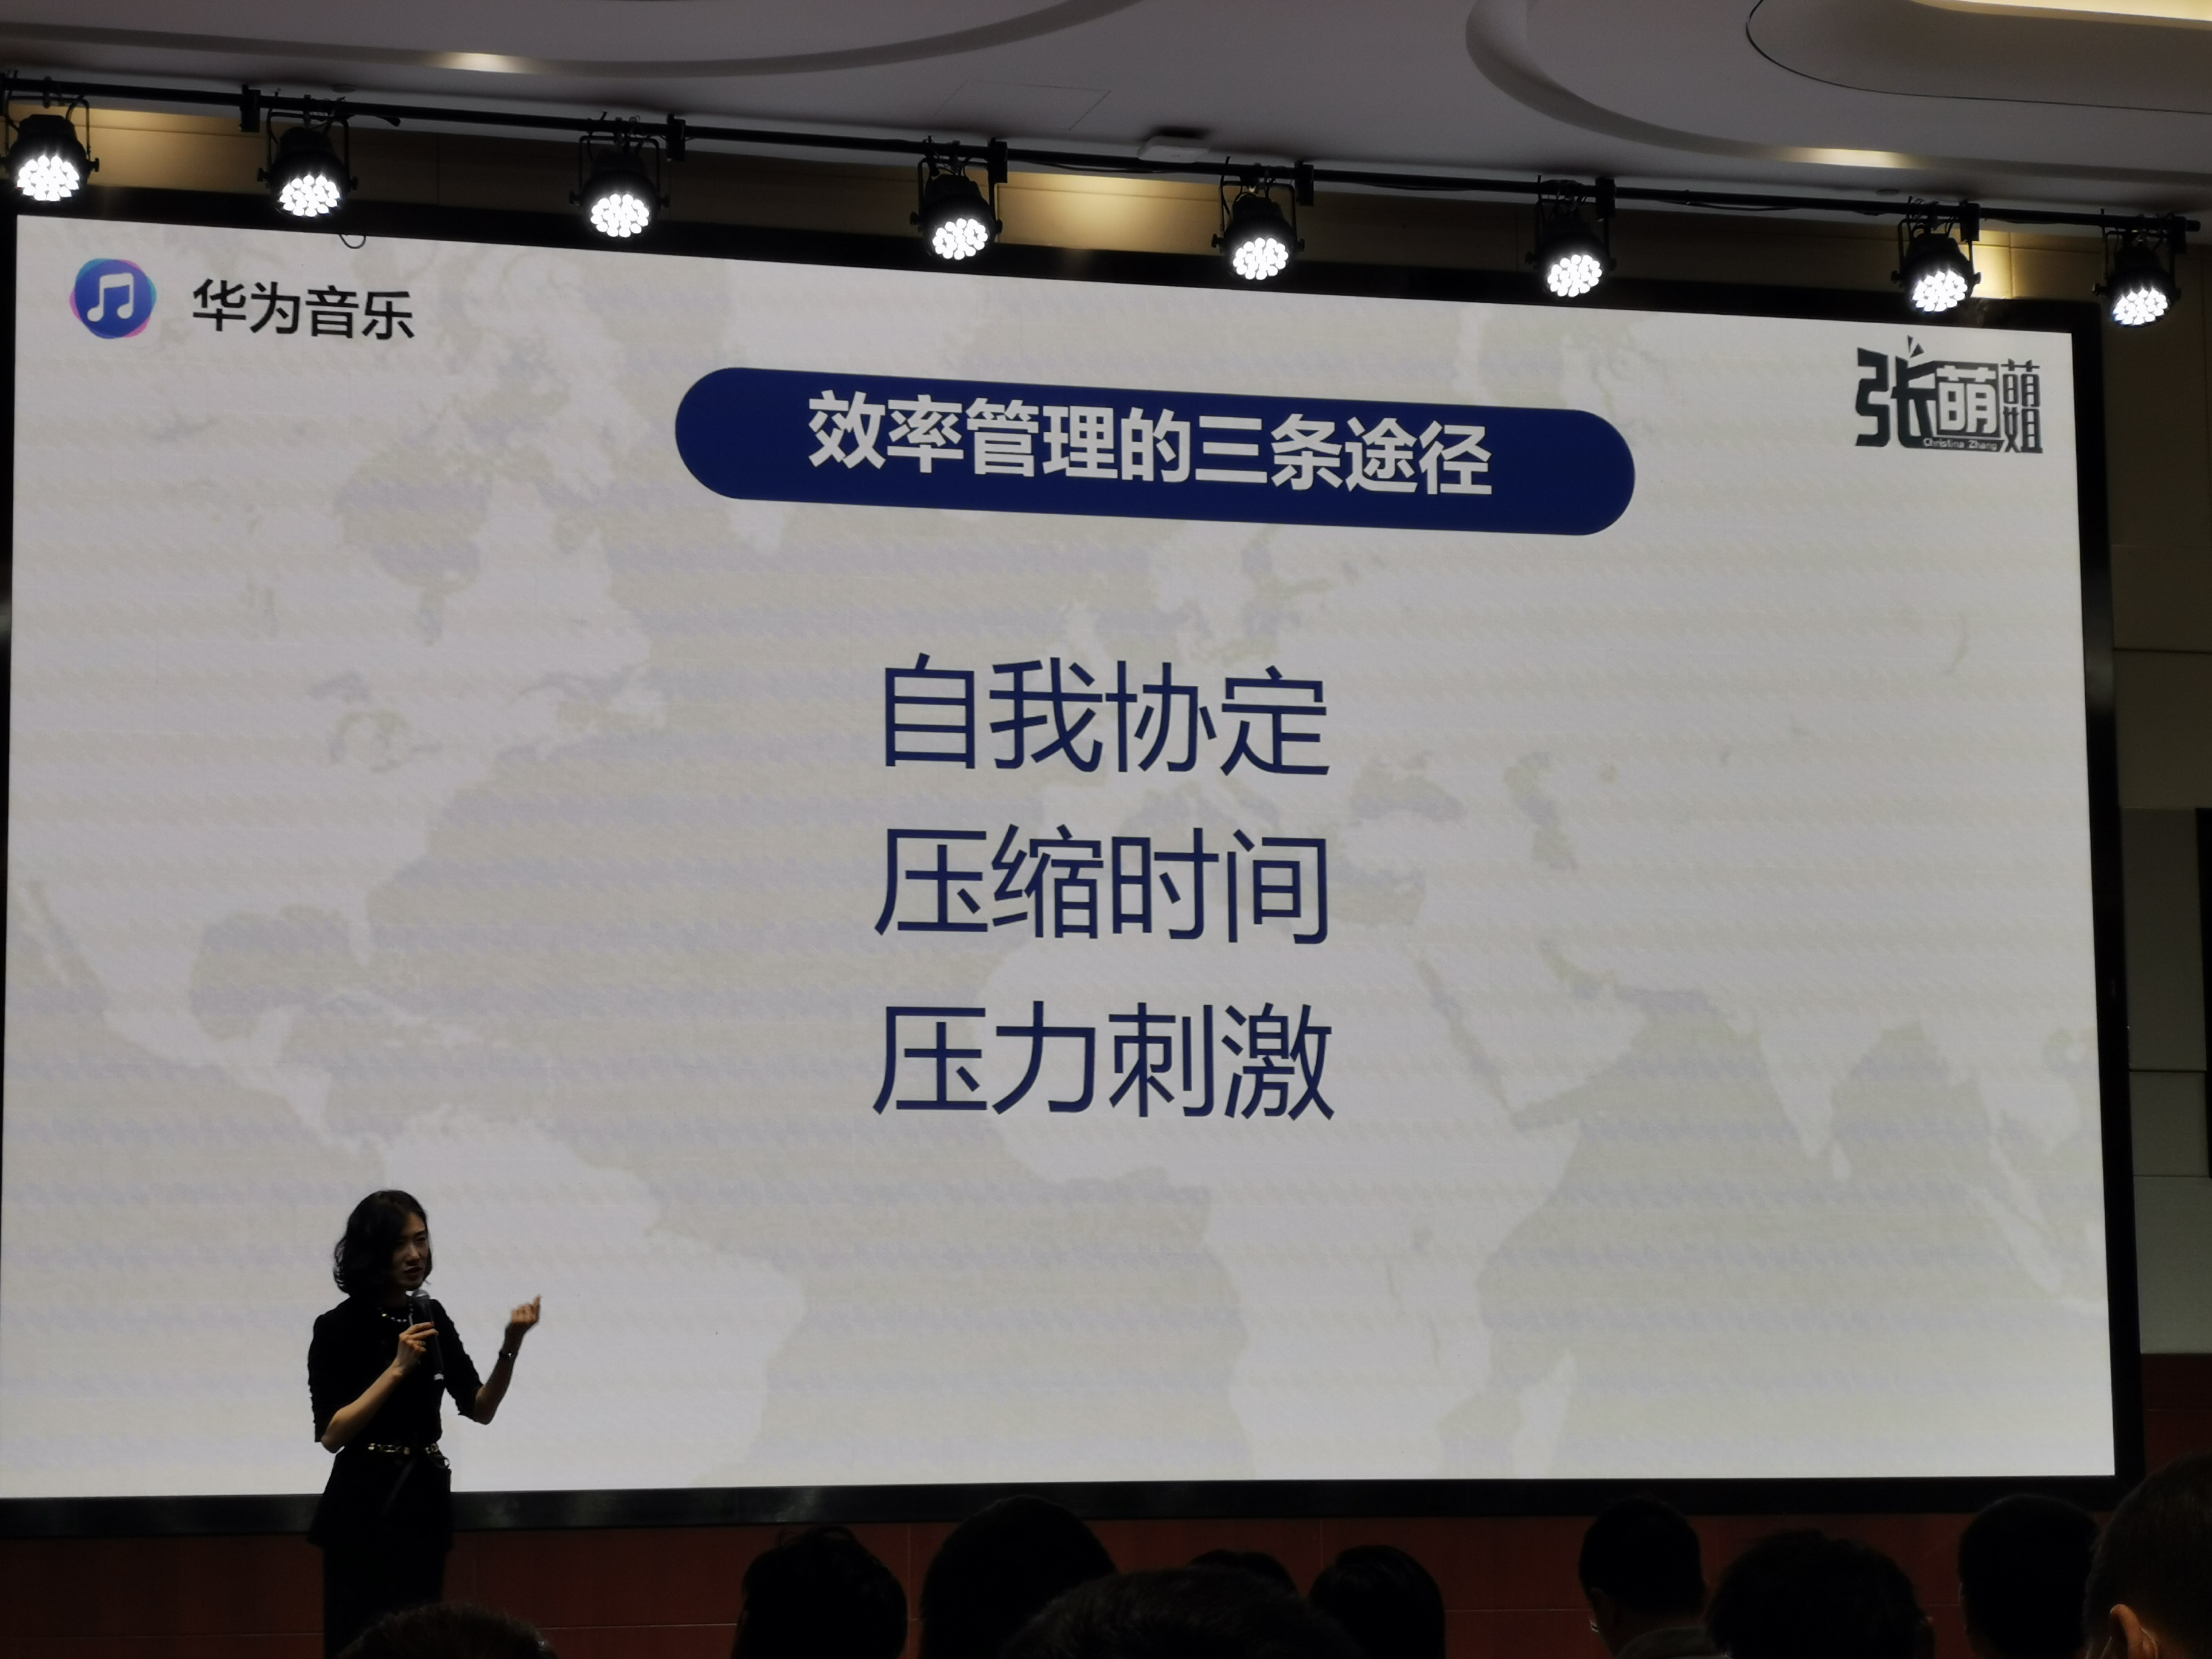 华为音乐
张萌萌姐
Christina Zhang
效率管理的三条途径
自我协定
压缩时间
压力刺激